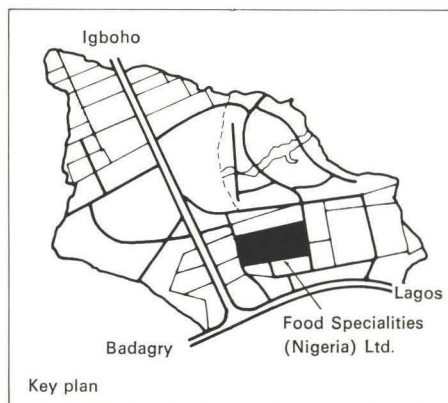 Igboho
Lagos
Food Specialities
(Nigeria) Ltd.
Badagry
Key plan